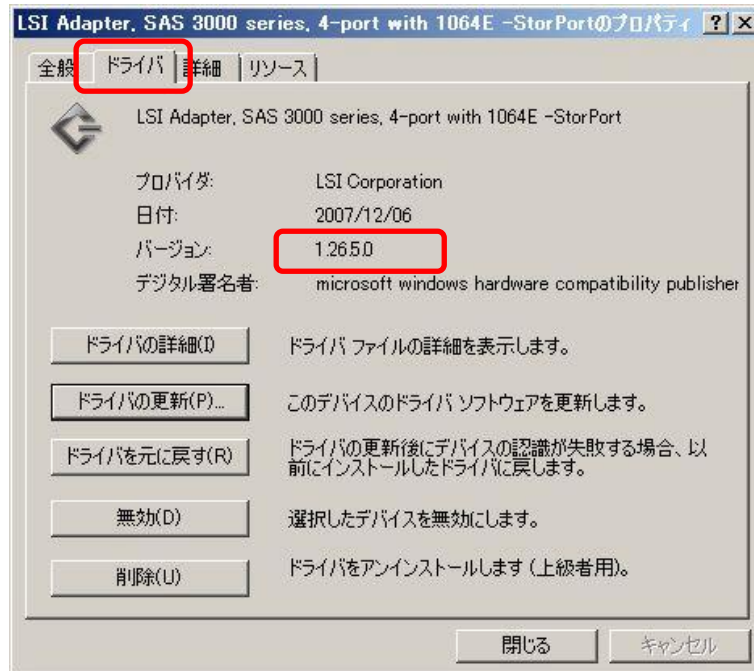 LSI Adapter, SAS 3000 series, 4-port with 1064E -StorPortのプロパティ
全般 ドライバ 詳細 リソース
LSI Adapter, SAS 3000 series, 4-port with 1064E -StorPort
プロバイダ: LSI Corporation
日付: 2007/12/06
バージョン: 1.26.5.0
デジタル署名者: microsoft windows hardware compatibility publisher
ドライバの詳細(I) ドライバ ファイルの詳細を表示します。
ドライバの更新(P)... このデバイスのドライバ ソフトウェアを更新します。
ドライバを元に戻す(R) ドライバの更新後にデバイスの認識が失敗する場合、以
前にインストールしたドライバに戻します。
無効(D) 選択したデバイスを無効にします。
削除(U) ドライバをアンインストールします (上級者用)。
閉じる キャンセル